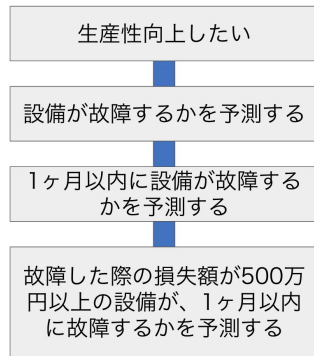 生産性向上したい
設備が故障するかを予測する
1ヶ月以内に設備が故障する
かを予測する
故障した際の損失額が500万
円以上の設備が、1ヶ月以内
に故障するかを予測する